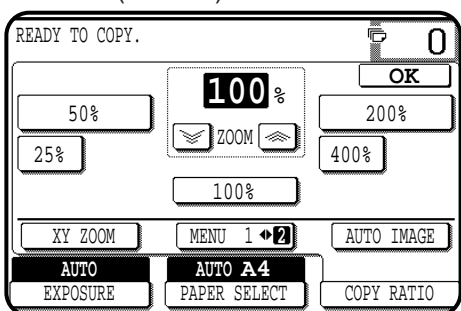 READY TO COPY. 0
OK
100%
50% 200%
ZOOM
25% 400%
100%
XY ZOOM MENU 1 2 AUTO IMAGE
AUTO AUTO A4
EXPOSURE PAPER SELECT COPY RATIO